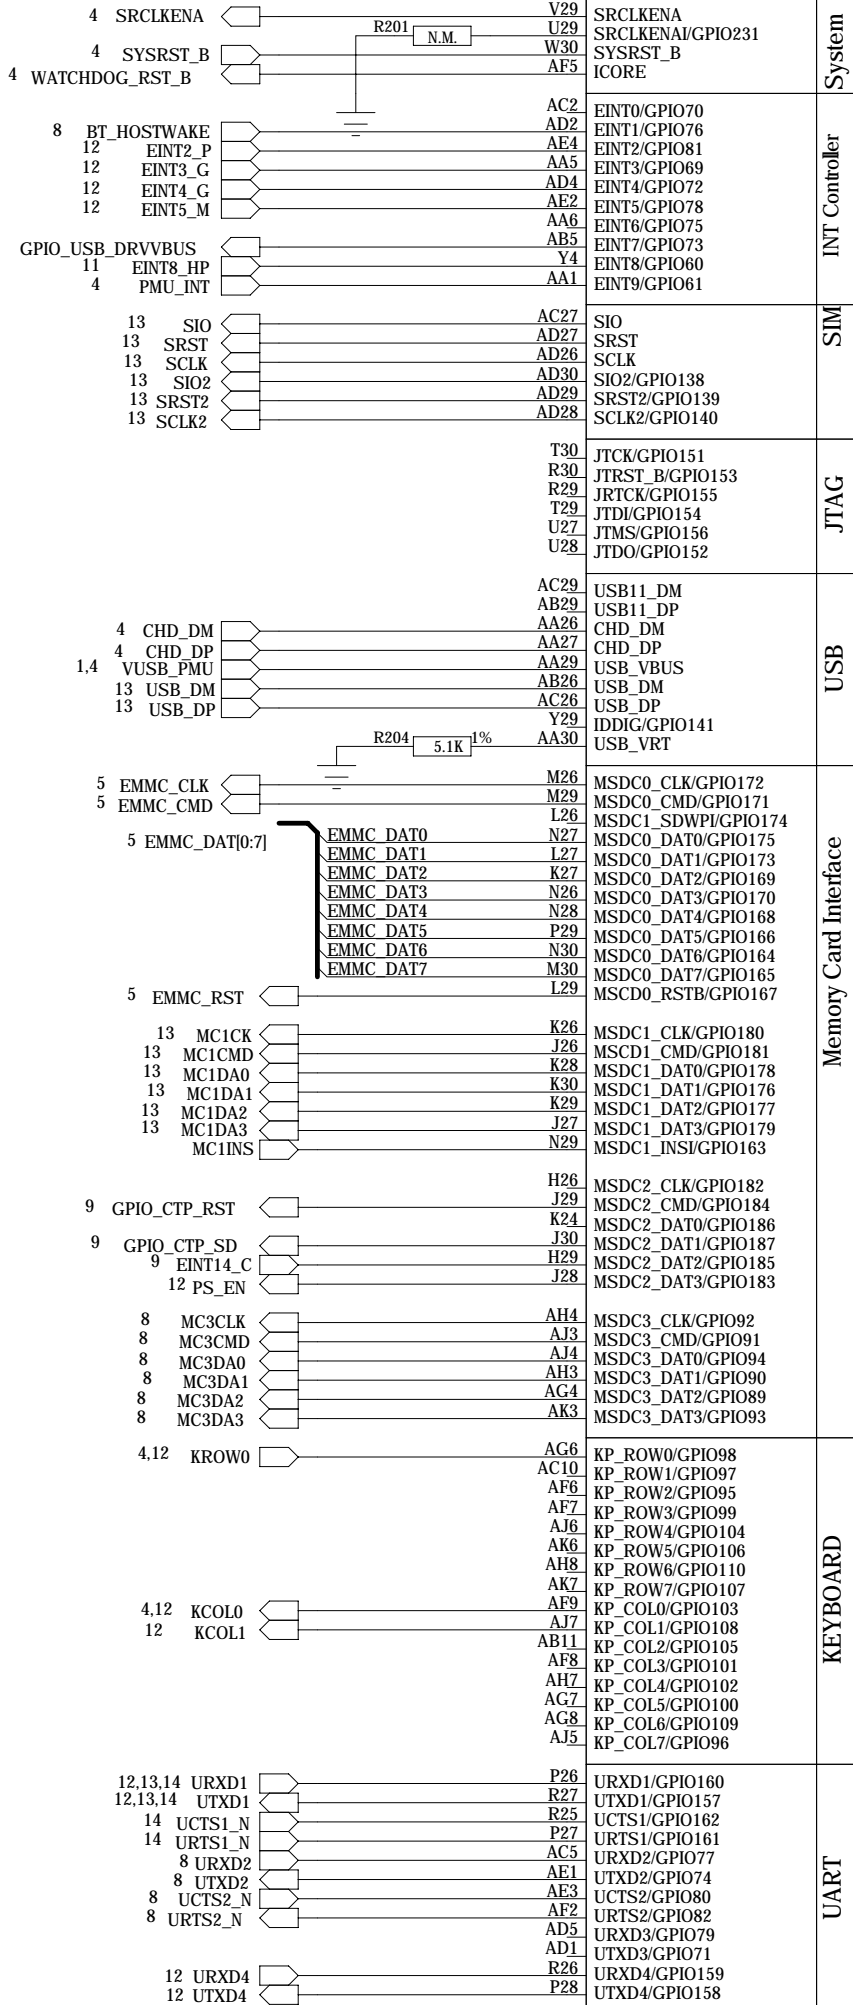 4 SRCLKENA V29 SRCLKENA
R201 N.M. U29 SRCLKENAI/GPIO231
4 SYSRST_B W30 SYSRST_B
4 WATCHDOG_RST_B AF5 ICORE
System
AC2 EINT0/GPIO70
8 BT_HOSTWAKE AD2 EINT1/GPIO76
12 EINT2_P AE4 EINT2/GPIO81
12 EINT3_G AA5 EINT3/GPIO69
12 EINT4_G AD4 EINT4/GPIO72
12 EINT5_M AE2 EINT5/GPIO78
AA6 EINT6/GPIO75
GPIO_USB_DRVVBUS AB5 EINT7/GPIO73
11 EINT8_HP Y4 EINT8/GPIO60
4 PMU_INT AA1 EINT9/GPIO61
INT Controller
13 SIO AC27 SIO
13 SRST AD27 SRST
13 SCLK AD26 SCLK
13 SIO2 AD30 SIO2/GPIO138
13 SRST2 AD29 SRST2/GPIO139
13 SCLK2 AD28 SCLK2/GPIO140
SIM
T30 JTCK/GPIO151
R30 JTRST_B/GPIO153
R29 JRTCK/GPIO155
T29 JTDI/GPIO154
U27 JTMS/GPIO156
U28 JTDO/GPIO152
JTAG
AC29 USB11_DM
AB29 USB11_DP
4 CHD_DM AA26 CHD_DM
4 CHD_DP AA27 CHD_DP
1,4 VUSB_PMU AA29 USB_VBUS
13 USB_DM AB26 USB_DM
13 USB_DP AC26 USB_DP
Y29 IDDIG/GPIO141
R204 5.1K 1% AA30 USB_VRT
USB
5 EMMC_CLK M26 MSDC0_CLK/GPIO172
5 EMMC_CMD M29 MSDC0_CMD/GPIO171
L26 MSDC1_SDWPI/GPIO174
5 EMMC_DAT[0:7] EMMC_DAT0 N27 MSDC0_DAT0/GPIO175
EMMC_DAT1 L27 MSDC0_DAT1/GPIO173
EMMC_DAT2 K27 MSDC0_DAT2/GPIO169
EMMC_DAT3 N26 MSDC0_DAT3/GPIO170
EMMC_DAT4 N28 MSDC0_DAT4/GPIO168
EMMC_DAT5 P29 MSDC0_DAT5/GPIO166
EMMC_DAT6 N30 MSDC0_DAT6/GPIO164
EMMC_DAT7 M30 MSDC0_DAT7/GPIO165
5 EMMC_RST L29 MSCD0_RSTB/GPIO167
13 MC1CK K26 MSDC1_CLK/GPIO180
13 MC1CMD J26 MSCD1_CMD/GPIO181
13 MC1DA0 K28 MSDC1_DAT0/GPIO178
13 MC1DA1 K30 MSDC1_DAT1/GPIO176
13 MC1DA2 K29 MSDC1_DAT2/GPIO177
13 MC1DA3 J27 MSDC1_DAT3/GPIO179
MC1INS N29 MSDC1_INSI/GPIO163
H26 MSDC2_CLK/GPIO182
9 GPIO_CTP_RST J29 MSDC2_CMD/GPIO184
K24 MSDC2_DAT0/GPIO186
9 GPIO_CTP_SD J30 MSDC2_DAT1/GPIO187
9 EINT14_C H29 MSDC2_DAT2/GPIO185
12 PS_EN J28 MSDC2_DAT3/GPIO183
8 MC3CLK AH4 MSDC3_CLK/GPIO92
8 MC3CMD AJ3 MSDC3_CMD/GPIO91
8 MC3DA0 AJ4 MSDC3_DAT0/GPIO94
8 MC3DA1 AH3 MSDC3_DAT1/GPIO90
8 MC3DA2 AG4 MSDC3_DAT2/GPIO89
8 MC3DA3 AK3 MSDC3_DAT3/GPIO93
Memory Card Interface
4,12 KROW0 AG6 KP_ROW0/GPIO98
AC10 KP_ROW1/GPIO97
AF6 KP_ROW2/GPIO95
AF7 KP_ROW3/GPIO99
AJ6 KP_ROW4/GPIO104
AK6 KP_ROW5/GPIO106
AH8 KP_ROW6/GPIO110
AK7 KP_ROW7/GPIO107
4,12 KCOL0 AF9 KP_COL0/GPIO103
12 KCOL1 AJ7 KP_COL1/GPIO108
AB11 KP_COL2/GPIO105
AF8 KP_COL3/GPIO101
AH7 KP_COL4/GPIO102
AG7 KP_COL5/GPIO100
AG8 KP_COL6/GPIO109
AJ5 KP_COL7/GPIO96
KEYBOARD
12,13,14 URXD1 P26 URXD1/GPIO160
12,13,14 UTXD1 R27 UTXD1/GPIO157
14 UCTS1_N R25 UCTS1/GPIO162
14 URTS1_N P27 URTS1/GPIO161
8 URXD2 AC5 URXD2/GPIO77
8 UTXD2 AE1 UTXD2/GPIO74
8 UCTS2_N AE3 UCTS2/GPIO80
8 URTS2_N AF2 URTS2/GPIO82
AD5 URXD3/GPIO79
AD1 UTXD3/GPIO71
12 URXD4 R26 URXD4/GPIO159
12 UTXD4 P28 UTXD4/GPIO158
UART